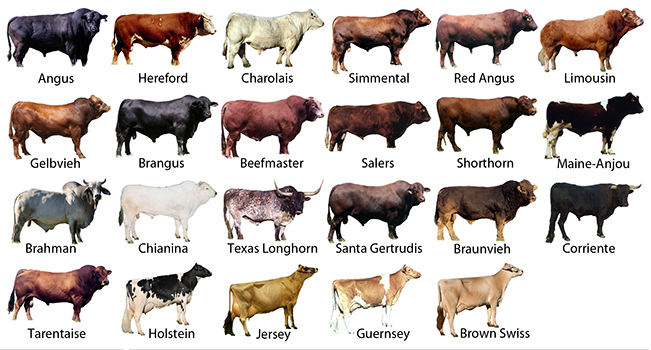 Angus
Hereford
Charolais
Simmental
Red Angus
Limousin
Gelbvieh
Brangus
Beefmaster
Salers
Shorthorn
Maine-Anjou
Brahman
Chianina
Texas Longhorn
Santa Gertrudis
Braunvieh
Corriente
Tarentaise
Holstein
Jersey
Guernsey
Brown Swiss